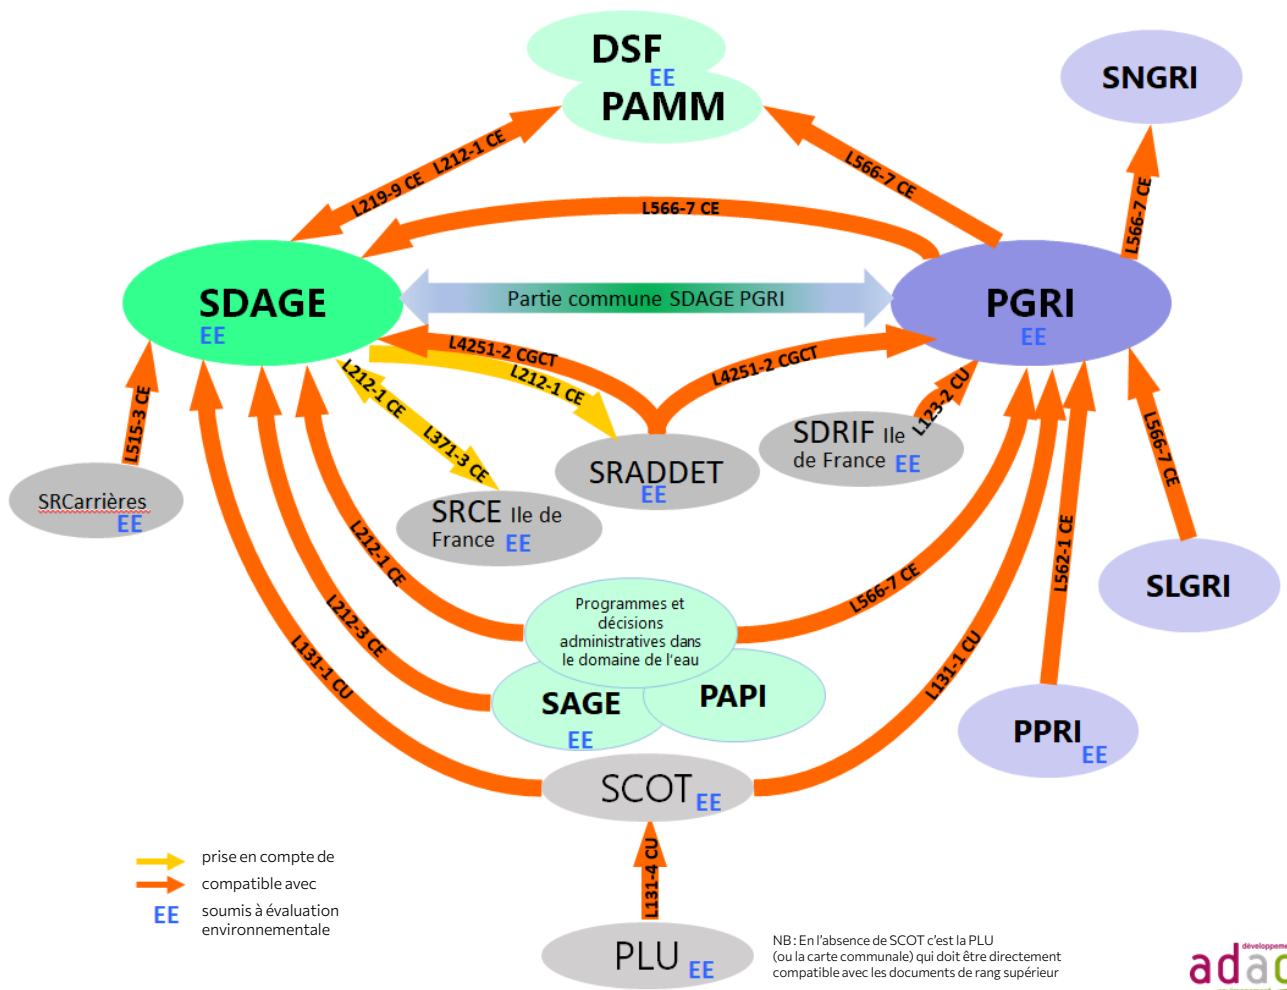 DSF
EE
PAMM
SNGRI
L219-9 CE L212-1 CE
L566-7 CE
L566-7 CE
L566-7 CE
SDAGE
EE
Partie commune SDAGE PGRI
PGRI
EE
L4251-2 CGCT
L4251-2 CGCT
L212-1 CE
L212-1 CE
L371-3 CE
L123-2 CU
L515-3 CE
L566-7 CE
SDRIF Ile
de France EE
SRADDET
EE
SRCarrières
EE
SRCE Ile de
France EE
L212-1 CE
L566-7 CE
L562-1 CE
SLGRI
Programmes et
décisions
administratives dans
le domaine de l'eau
L212-3 CE
L131-1 CU
L131-1 CU
SAGE
EE
PAPI
PPRI
EE
SCOT EE
L131-4 CU
prise en compte de
compatible avec
EE soumis à évaluation
environnementale
PLU EE
NB : En l'absence de SCOT c'est la PLU
(ou la carte communale) qui doit être directement
compatible avec les documents de rang supérieur
développeme
adac